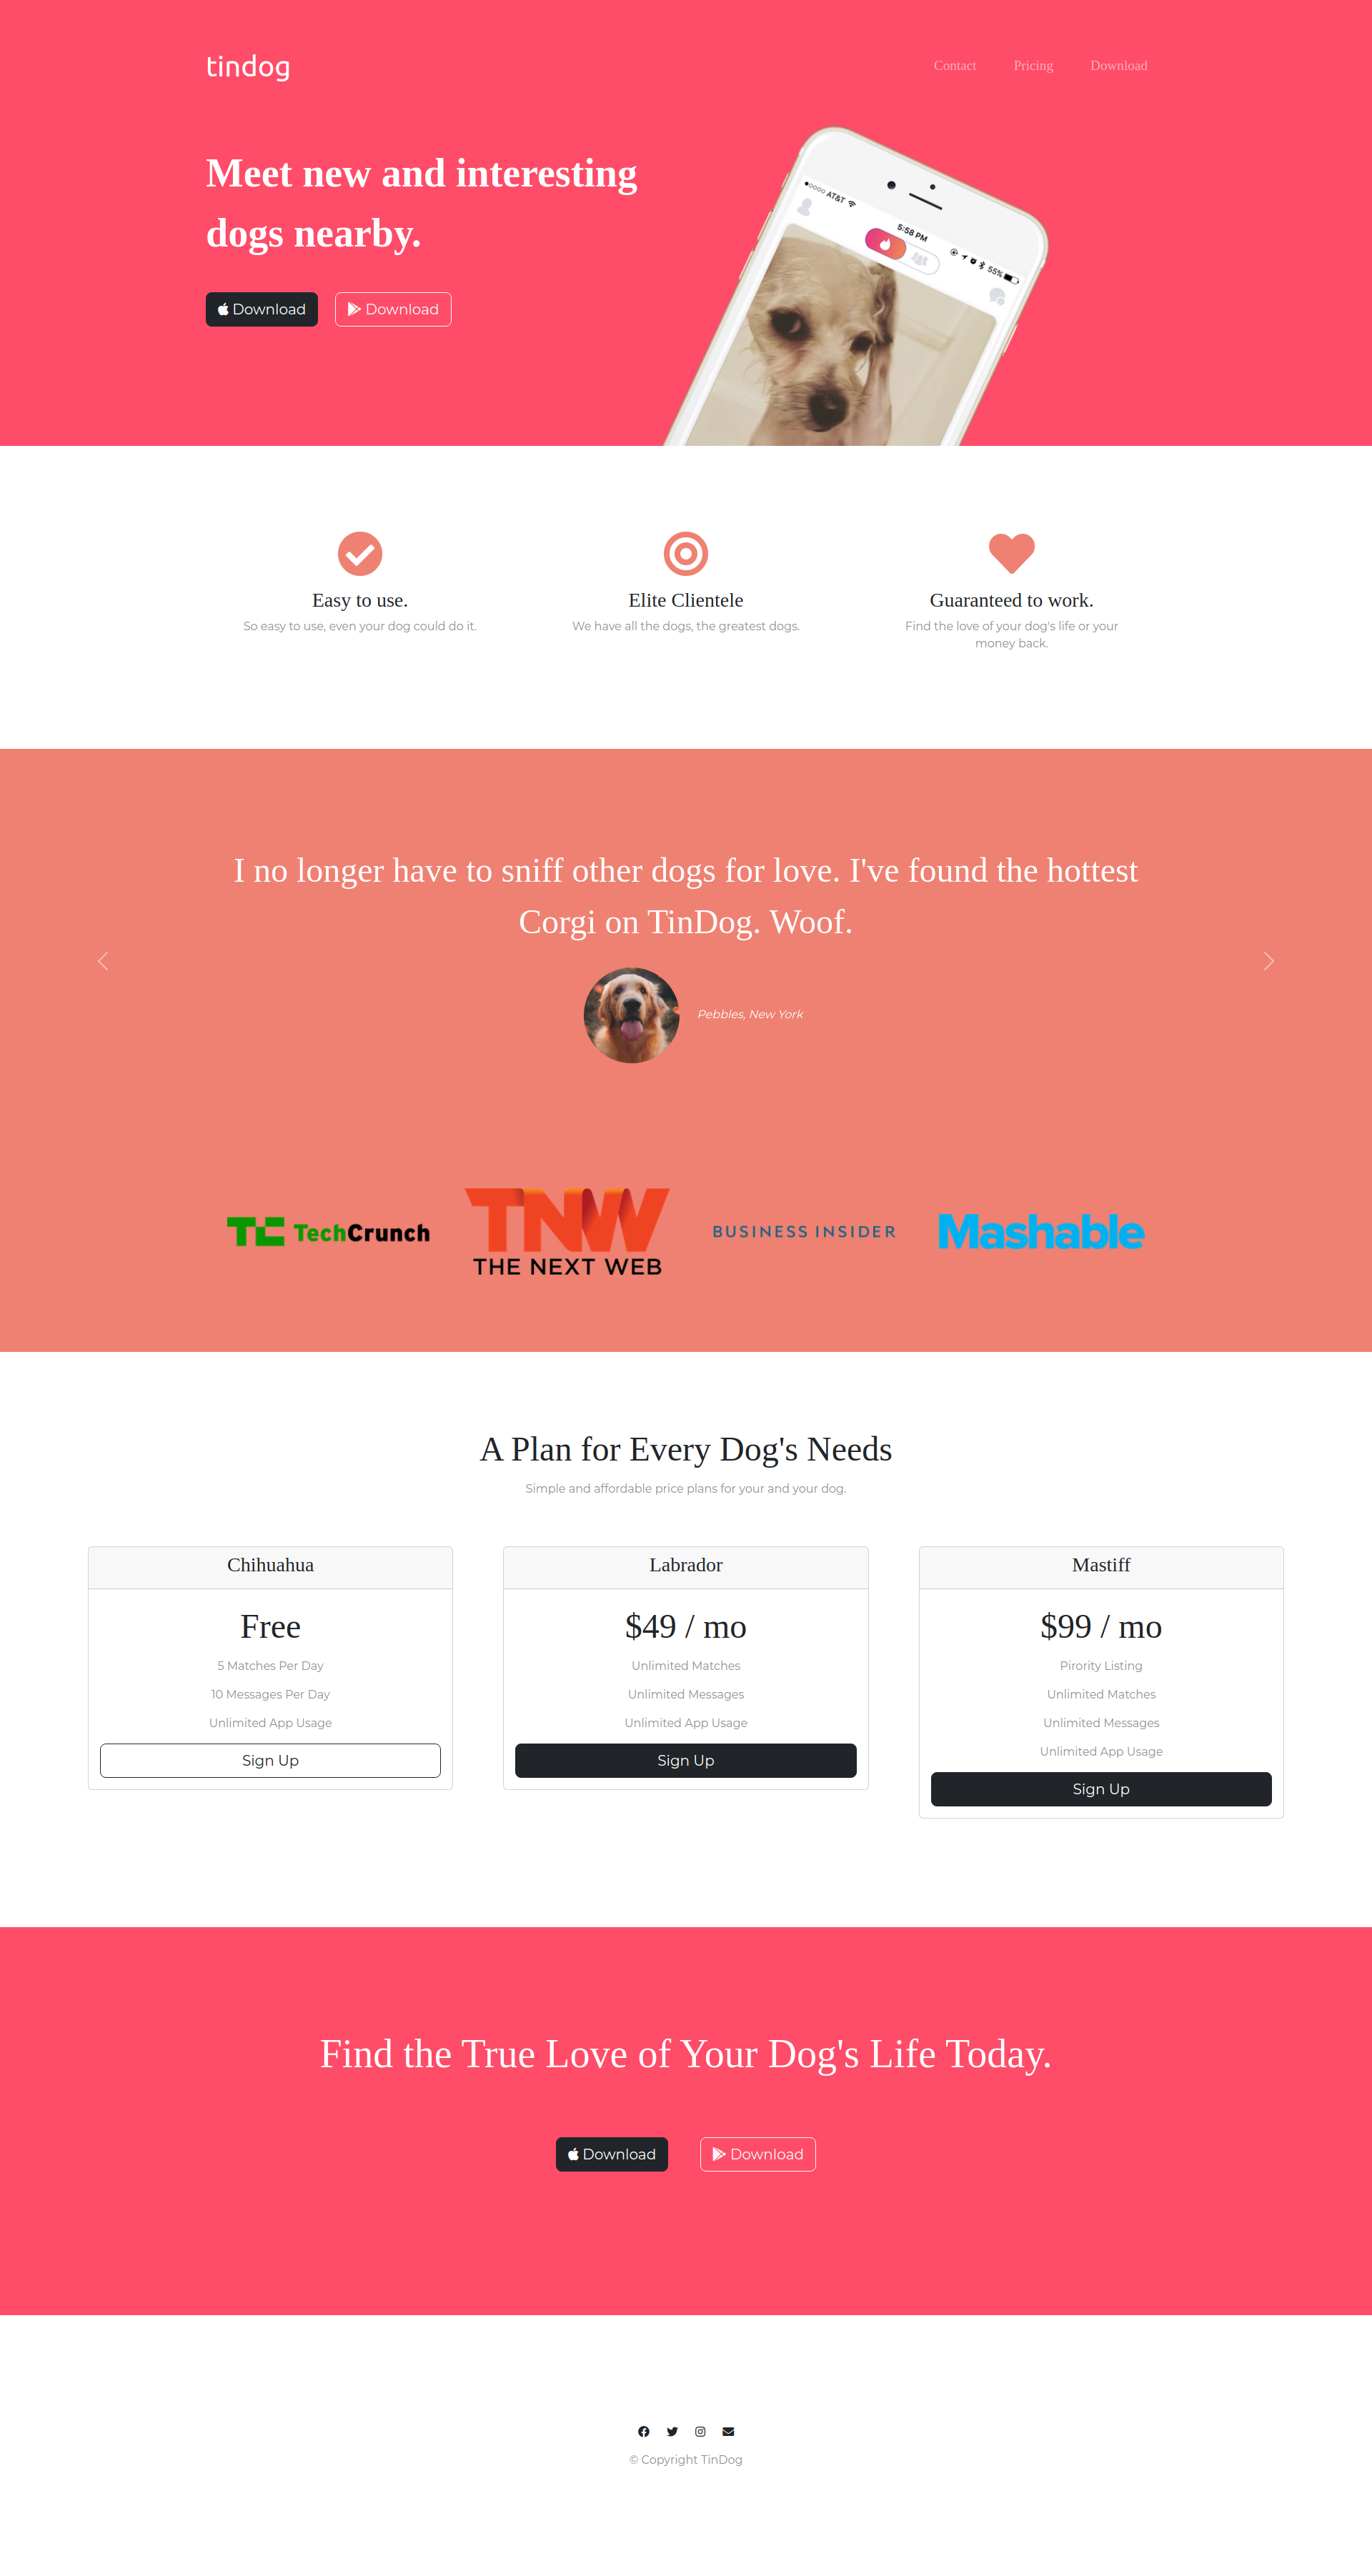 tindog
Contact Pricing Download
Meet new and interesting
dogs nearby.
Download Download
AT&T 5:58 PM 55%
Easy to use.
So easy to use, even your dog could do it.
Elite Clientele
We have all the dogs, the greatest dogs.
Guaranteed to work.
Find the love of your dog's life or your
money back.
I no longer have to sniff other dogs for love. I've found the hottest
Corgi on TinDog. Woof.
Pebbles, New York
TC TechCrunch
TNW
THE NEXT WEB
BUSINESS INSIDER
Mashable
A Plan for Every Dog's Needs
Simple and affordable price plans for your and your dog.
Chihuahua
Free
5 Matches Per Day
10 Messages Per Day
Unlimited App Usage
Sign Up
Labrador
$49 / mo
Unlimited Matches
Unlimited Messages
Unlimited App Usage
Sign Up
Mastiff
$99 / mo
Pirority Listing
Unlimited Matches
Unlimited Messages
Unlimited App Usage
Sign Up
Find the True Love of Your Dog's Life Today.
Download Download
© Copyright TinDog